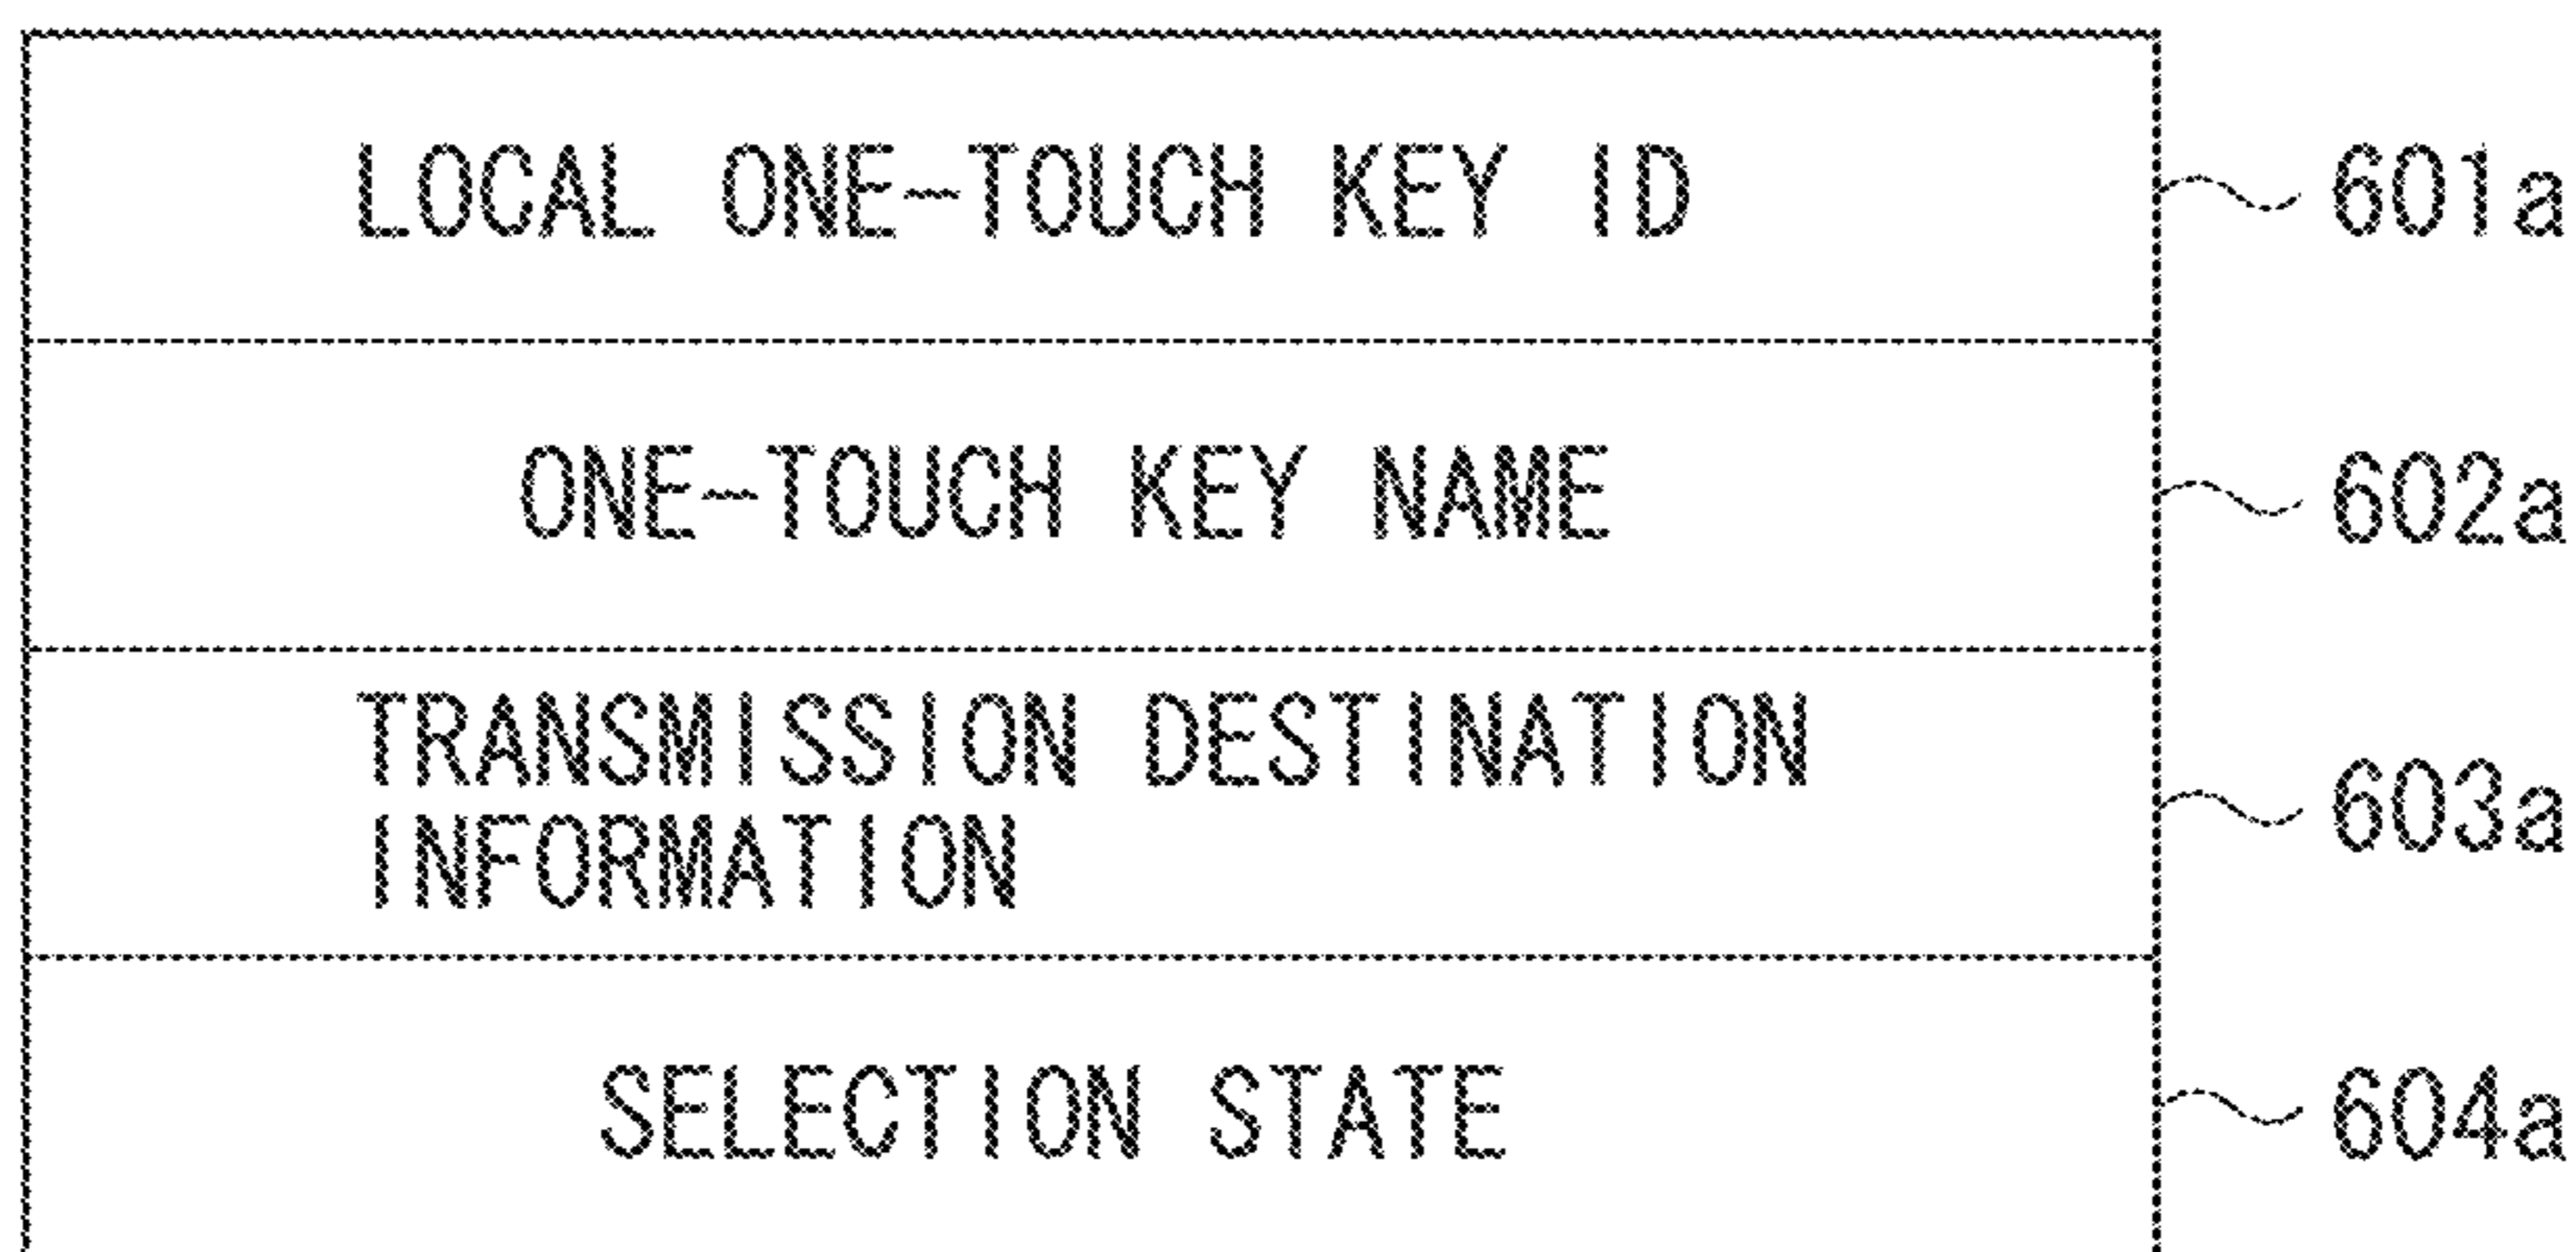 LOCAL ONE-TOUCH KEY ID 601a
ONE-TOUCH KEY NAME 602a
TRANSMISSION DESTINATION
INFORMATION 603a
SELECTION STATE 604a